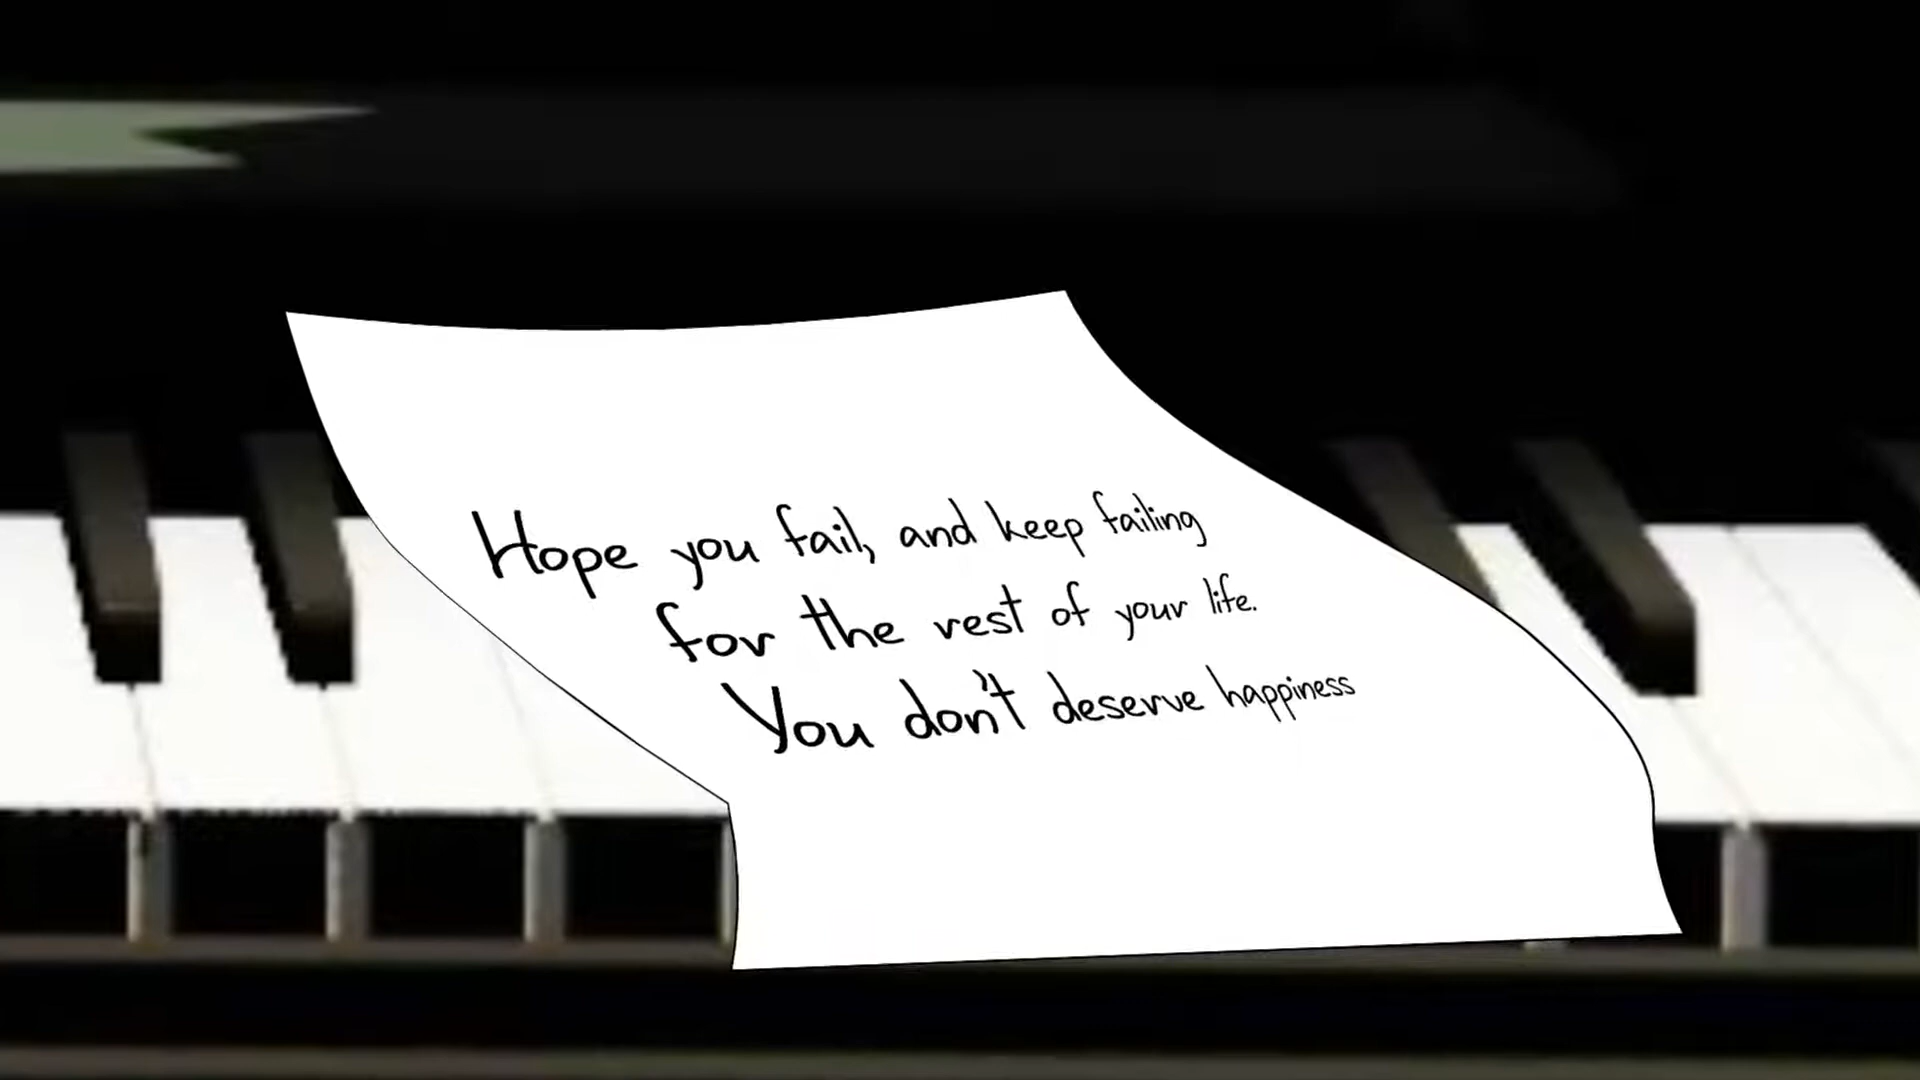 Hope you fail, and keep failing
for the rest of your life.
You don't deserve happiness